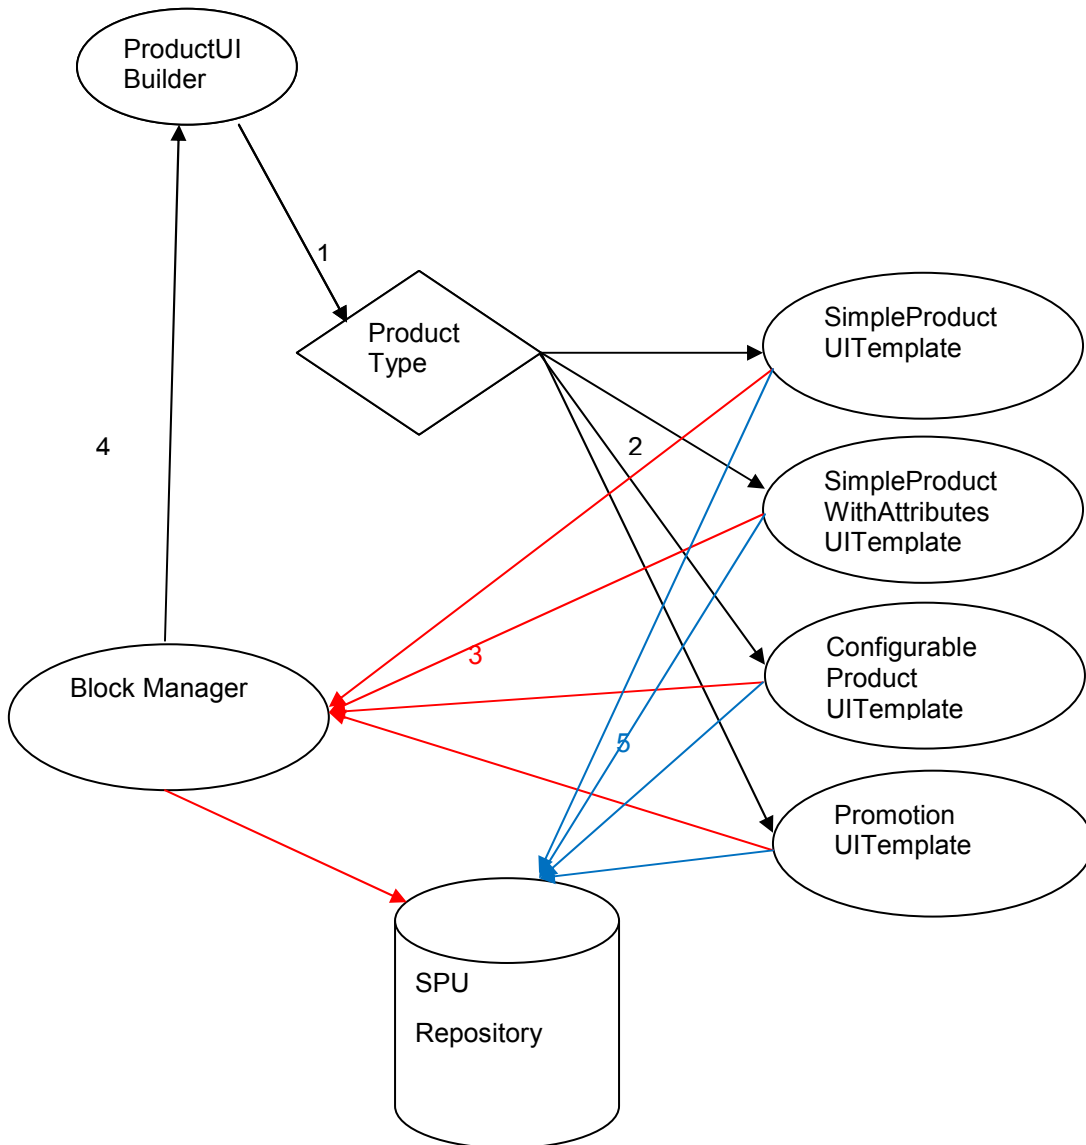 ProductUI
Builder
1
Product
Type
SimpleProduct
UITemplate
2
4
SimpleProduct
WithAttributes
UITemplate
3
Block Manager
Configurable
Product
UITemplate
5
Promotion
UITemplate
SPU
Repository